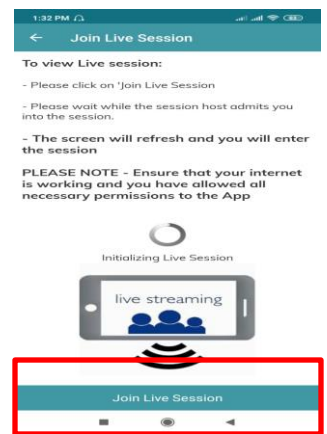 1:32 PM
Join Live Session
To view Live session:
- Please click on 'Join Live Session
- Please wait while the session host admits you
into the session.
- The screen will refresh and you will enter
the session
PLEASE NOTE - Ensure that your internet
is working and you have allowed all
necessary permissions to the App
Initializing Live Session
live streaming
Join Live Session